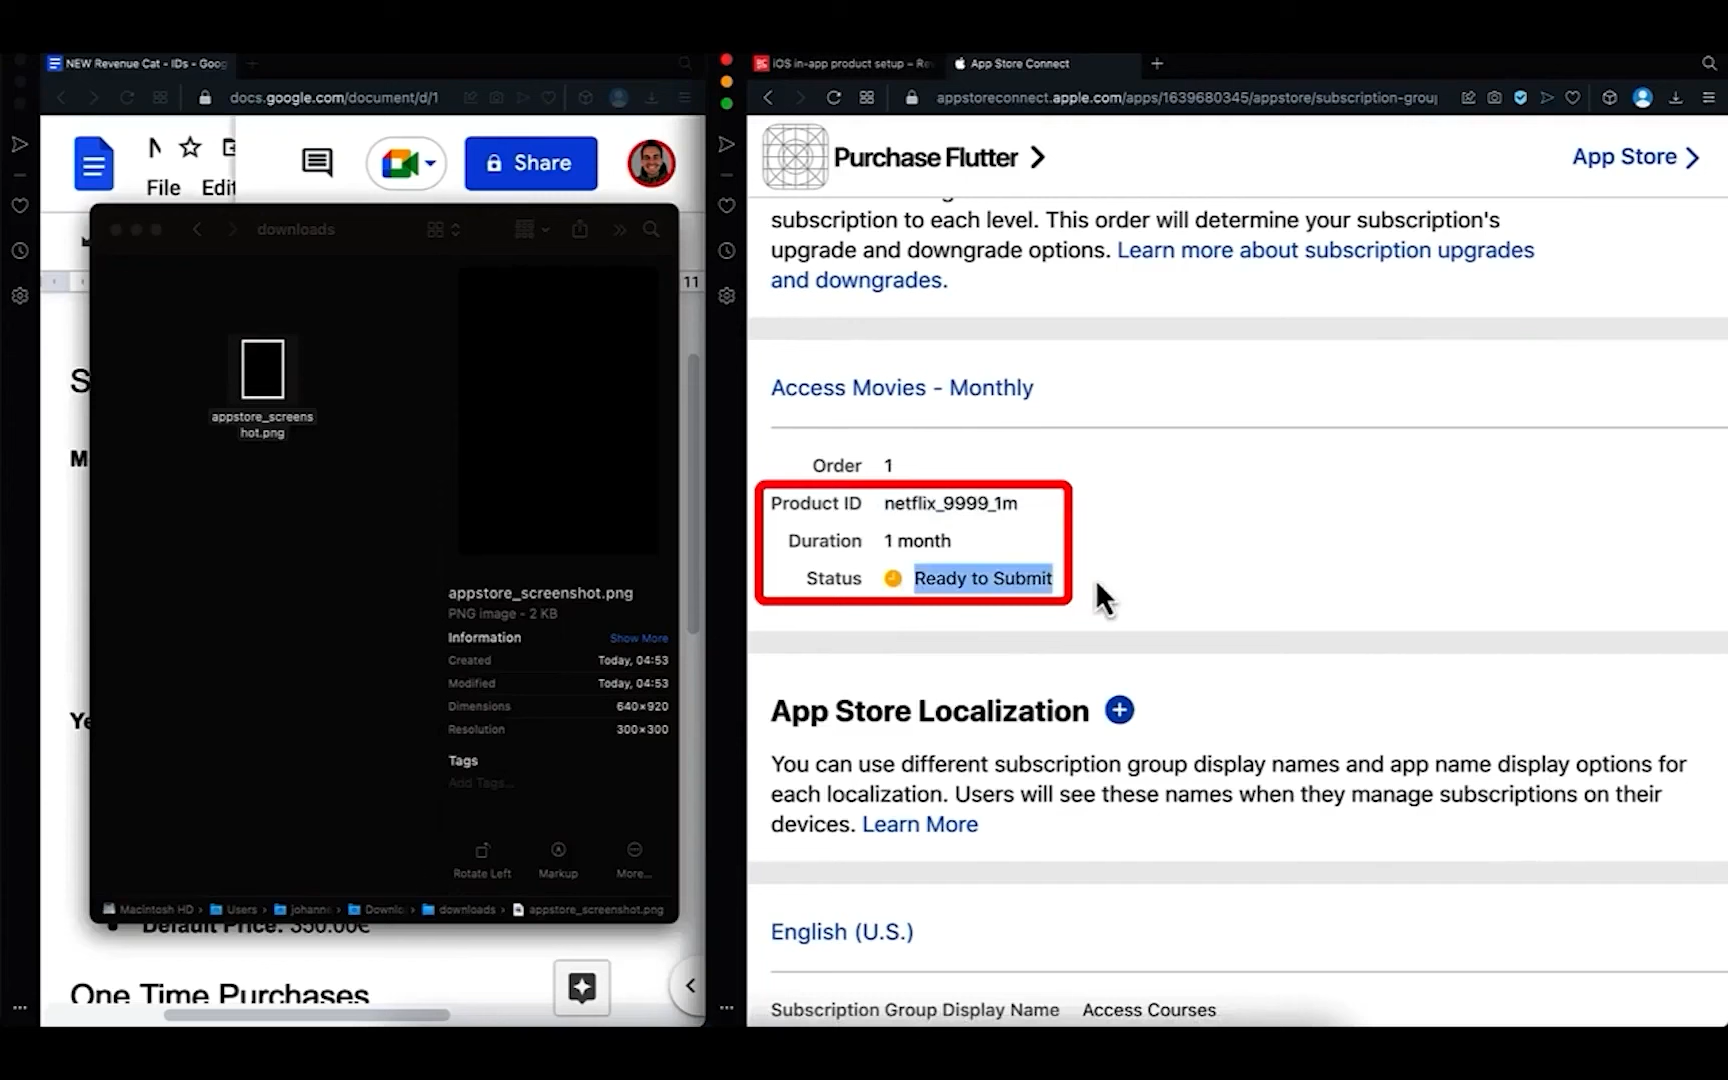 NEW Revenue Cat - IDs - Goog
docs.google.com/document/d/1
File Edit
Share
11
downloads
appstore_screens
hot.png
appstore_screenshot.png
PNG image - 2 KB
Information Show More
Created Today, 04:53
Modified Today, 04:53
Dimensions 640×920
Resolution 300×300
Tags
Add Tags...
Rotate Left Markup More...
Macintosh HD › Users › johanne › Downlo › downloads › appstore_screenshot.png
Default Price: 350.00€
One Time Purchases
iOS in-app product setup – Re
App Store Connect
appstoreconnect.apple.com/apps/1639680345/appstore/subscription-grou
Purchase Flutter
App Store
subscription to each level. This order will determine your subscription's
upgrade and downgrade options. Learn more about subscription upgrades
and downgrades.
Access Movies - Monthly
Order 1
Product ID netflix_9999_1m
Duration 1 month
Status Ready to Submit
App Store Localization
You can use different subscription group display names and app name display options for
each localization. Users will see these names when they manage subscriptions on their
devices. Learn More
English (U.S.)
Subscription Group Display Name Access Courses